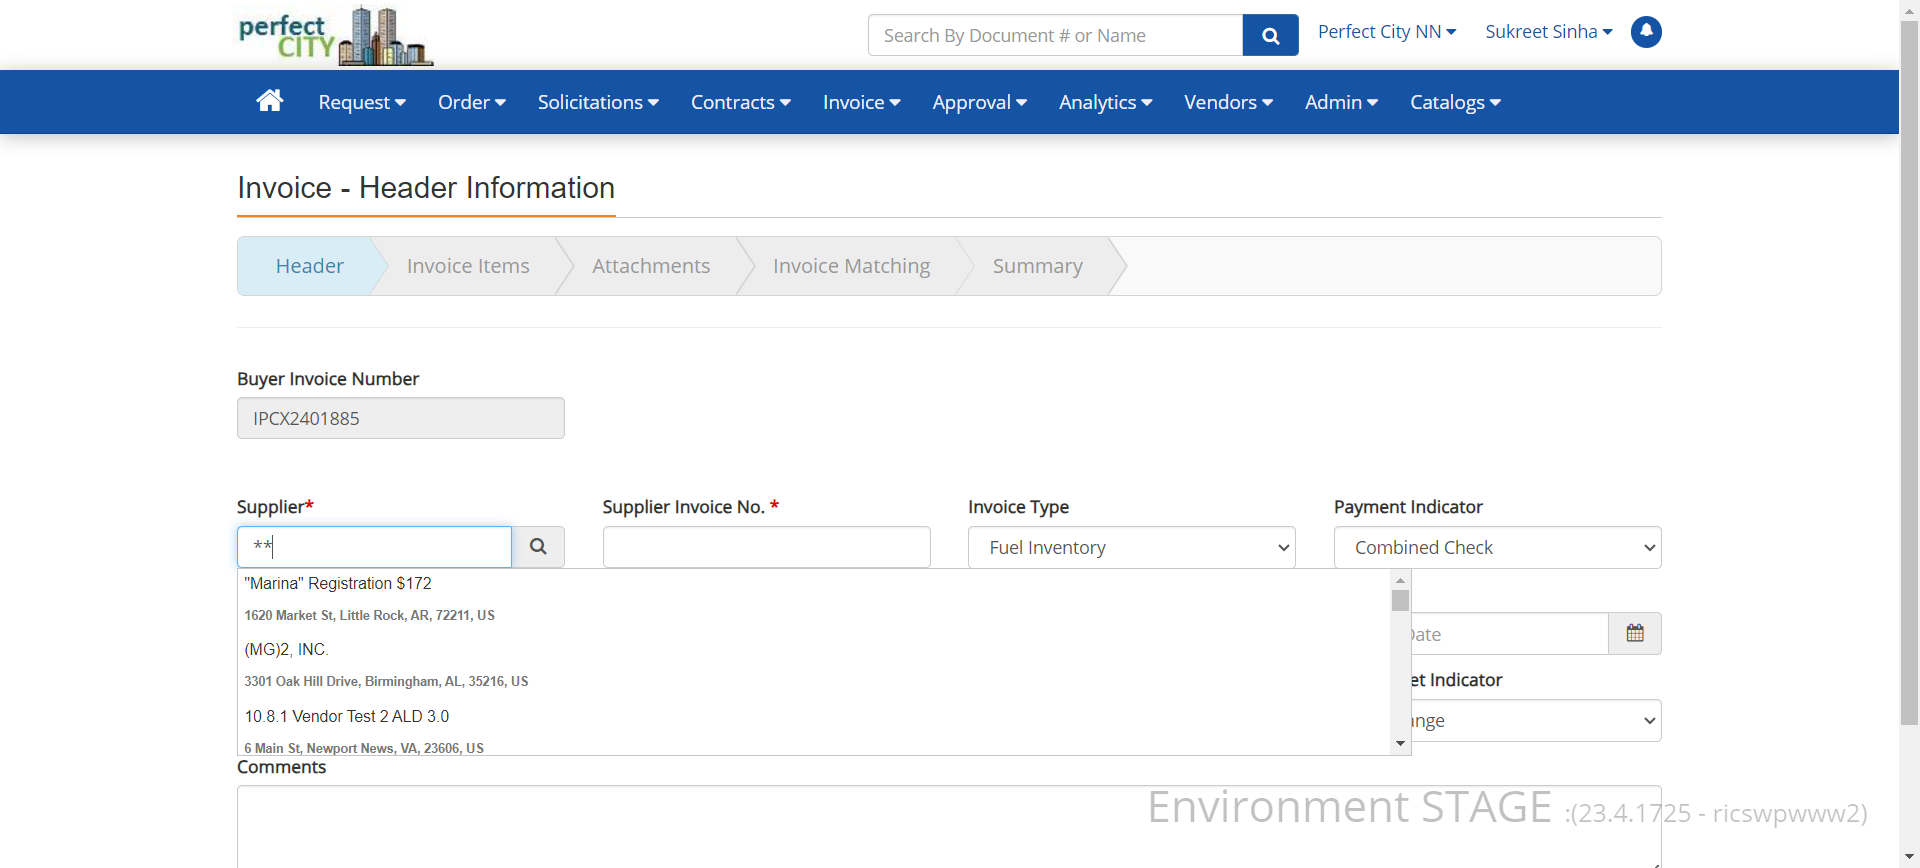 perfect
CITY
Search By Document # or Name
Perfect City NN
Sukreet Sinha
Request
Order
Solicitations
Contracts
Invoice
Approval
Analytics
Vendors
Admin
Catalogs
Invoice - Header Information
Header
Invoice Items
Attachments
Invoice Matching
Summary
Buyer Invoice Number
IPCX2401885
Supplier*
Supplier Invoice No. *
Invoice Type
Payment Indicator
**
Fuel Inventory
Combined Check
"Marina" Registration $172
1620 Market St, Little Rock, AR, 72211, US
(MG)2, INC.
3301 Oak Hill Drive, Birmingham, AL, 35216, US
10.8.1 Vendor Test 2 ALD 3.0
6 Main St, Newport News, VA, 23606, US
Date
et Indicator
ange
Comments
Environment STAGE :(23.4.1725 - ricswpwww2)